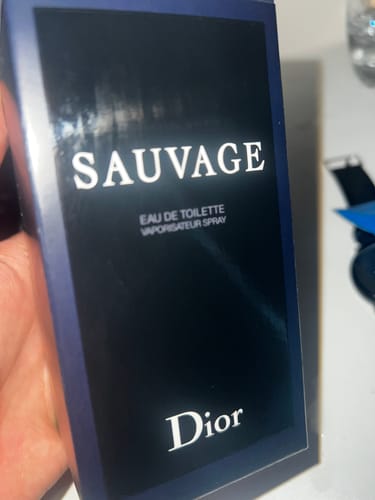 SAUVAGE
EAU DE TOILETTE
VAPORISATEUR SPRAY
Dior